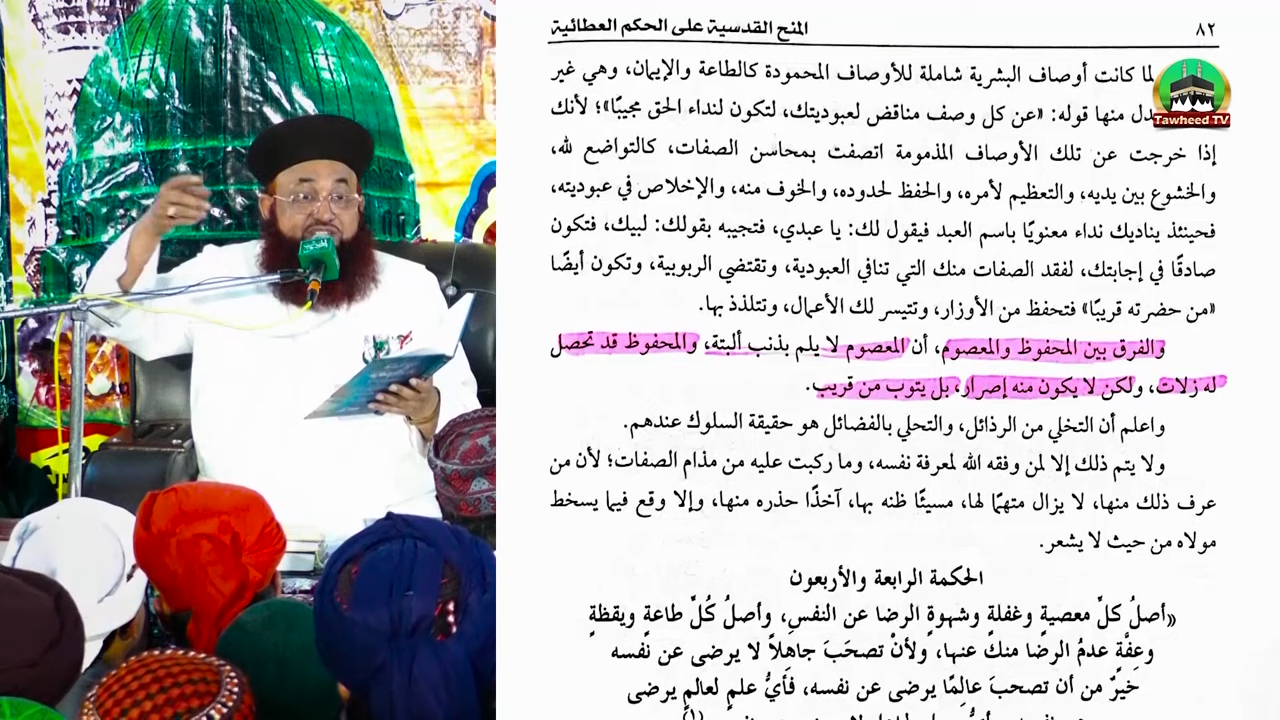 المنح القدسية على الحكم العطائية
٨٢
لما كانت أوصاف البشرية شاملة للأوصاف المحمودة كالطاعة والإيمان، وهي غير
منها قوله: «عن كل وصف مناقض لعبوديتك، لتكون لنداء الحق مجيبًا»؛ لأنك
إذا خرجت عن تلك الأوصاف المذمومة اتصفت بمحاسن الصفات، كالتواضع لله،
والخشوع بين يديه، والتعظيم لأمره، والحفظ لحدوده، والخوف منه، والإخلاص في عبوديته،
فحينئذ يناديك نداء معنويًا باسم العبد فيقول لك: يا عبدي، فتجيبه بقولك: لبيك، فتكون
صادقًا في إجابتك، لفقد الصفات منك التي تنافي العبودية، وتقتضي الربوبية، وتكون أيضًا
«من حضرته قريبًا» فتحفظ من الأوزار، وتتيسر لك الأعمال، وتتلذذ بها.
والفرق بين المحفوظ والمعصوم، أن المعصوم لا يلم بذنب ألبتة، والمحفوظ قد تحصل
له زلات، ولكن لا يكون منه إصرار، بل يتوب من قريب.
واعلم أن التخلي من الرذائل، والتحلي بالفضائل هو حقيقة السلوك عندهم.
ولا يتم ذلك إلا لمن وفقه الله لمعرفة نفسه، وما ركبت عليه من مذام الصفات؛ لأن من
عرف ذلك منها، لا يزال متهمًا لها، مسيئًا ظنه بها، آخذًا حذره منها، وإلا وقع فيما يسخط
مولاه من حيث لا يشعر.
الحكمة الرابعة والأربعون
«أصلُ كلِّ معصيةٍ وغفلةٍ وشهوةٍ الرضا عن النفسِ، وأصلُ كُلِّ طاعةٍ ويقظةٍ
وعِفَّةٍ عدمُ الرضا منكَ عنها، ولأنْ تصحَبَ جاهِلاً لا يرضى عن نفسه
خيرٌ من أن تصحبَ عالِمًا يرضى عن نفسه، فأيُّ علمٍ لعالمٍ يرضى
Tawheed TV